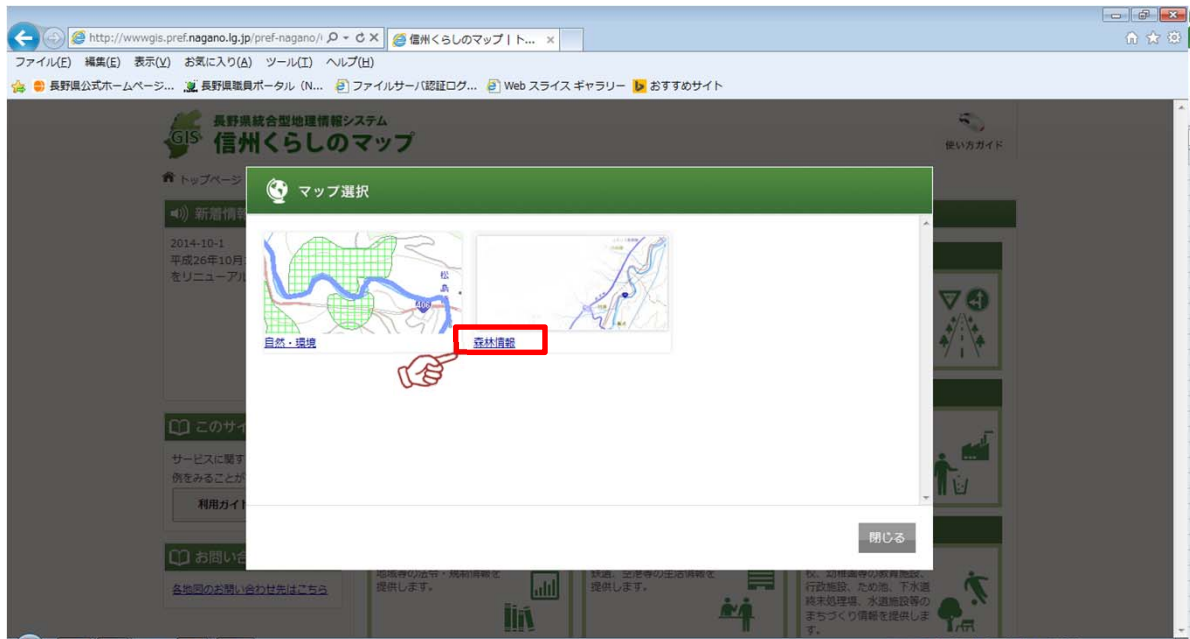 http://wwwgis.pref.nagano.lg.jp/pref-nagano/i
信州くらしのマップ | ト...
ファイル(F) 編集(E) 表示(V) お気に入り(A) ツール(T) ヘルプ(H)
長野県公式ホームページ... 長野県職員ポータル（N... ファイルサーバ認証ログ... Web スライス ギャラリー おすすめサイト
GIS
長野県統合型地理情報システム
信州くらしのマップ
使い方ガイド
トップページ
マップ選択
新着情報
2014-10-1
平成26年10月
をリニューアル
松
島
自然・環境
森林情報
このサイ
サービスに関す
例をみることが
利用ガイド
閉じる
お問い合
各地図のお問い合わせ先はこちら
地域等の法令・規制情報を
提供します。
鉄道、空港等の生活情報を
提供します。
校、幼稚園等の教育施設、
行政施設、ため池、下水道
終末処理場、水道施設等の
まちづくり情報を提供しま
す。